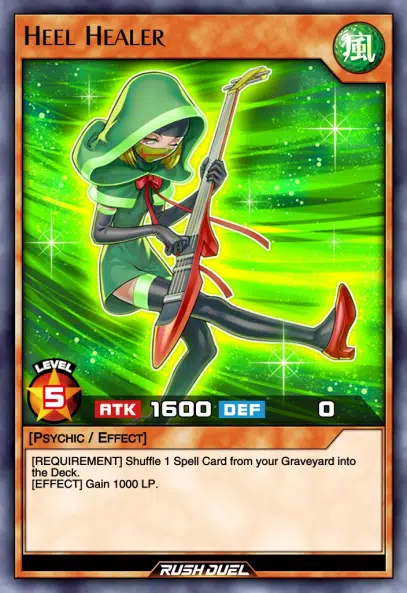 Heel Healer
風
LEVEL
5
ATK 1600 DEF 0
[Psychic / Effect]
[REQUIREMENT] Shuffle 1 Spell Card from your Graveyard into
the Deck.
[EFFECT] Gain 1000 LP.
RUSH DUEL